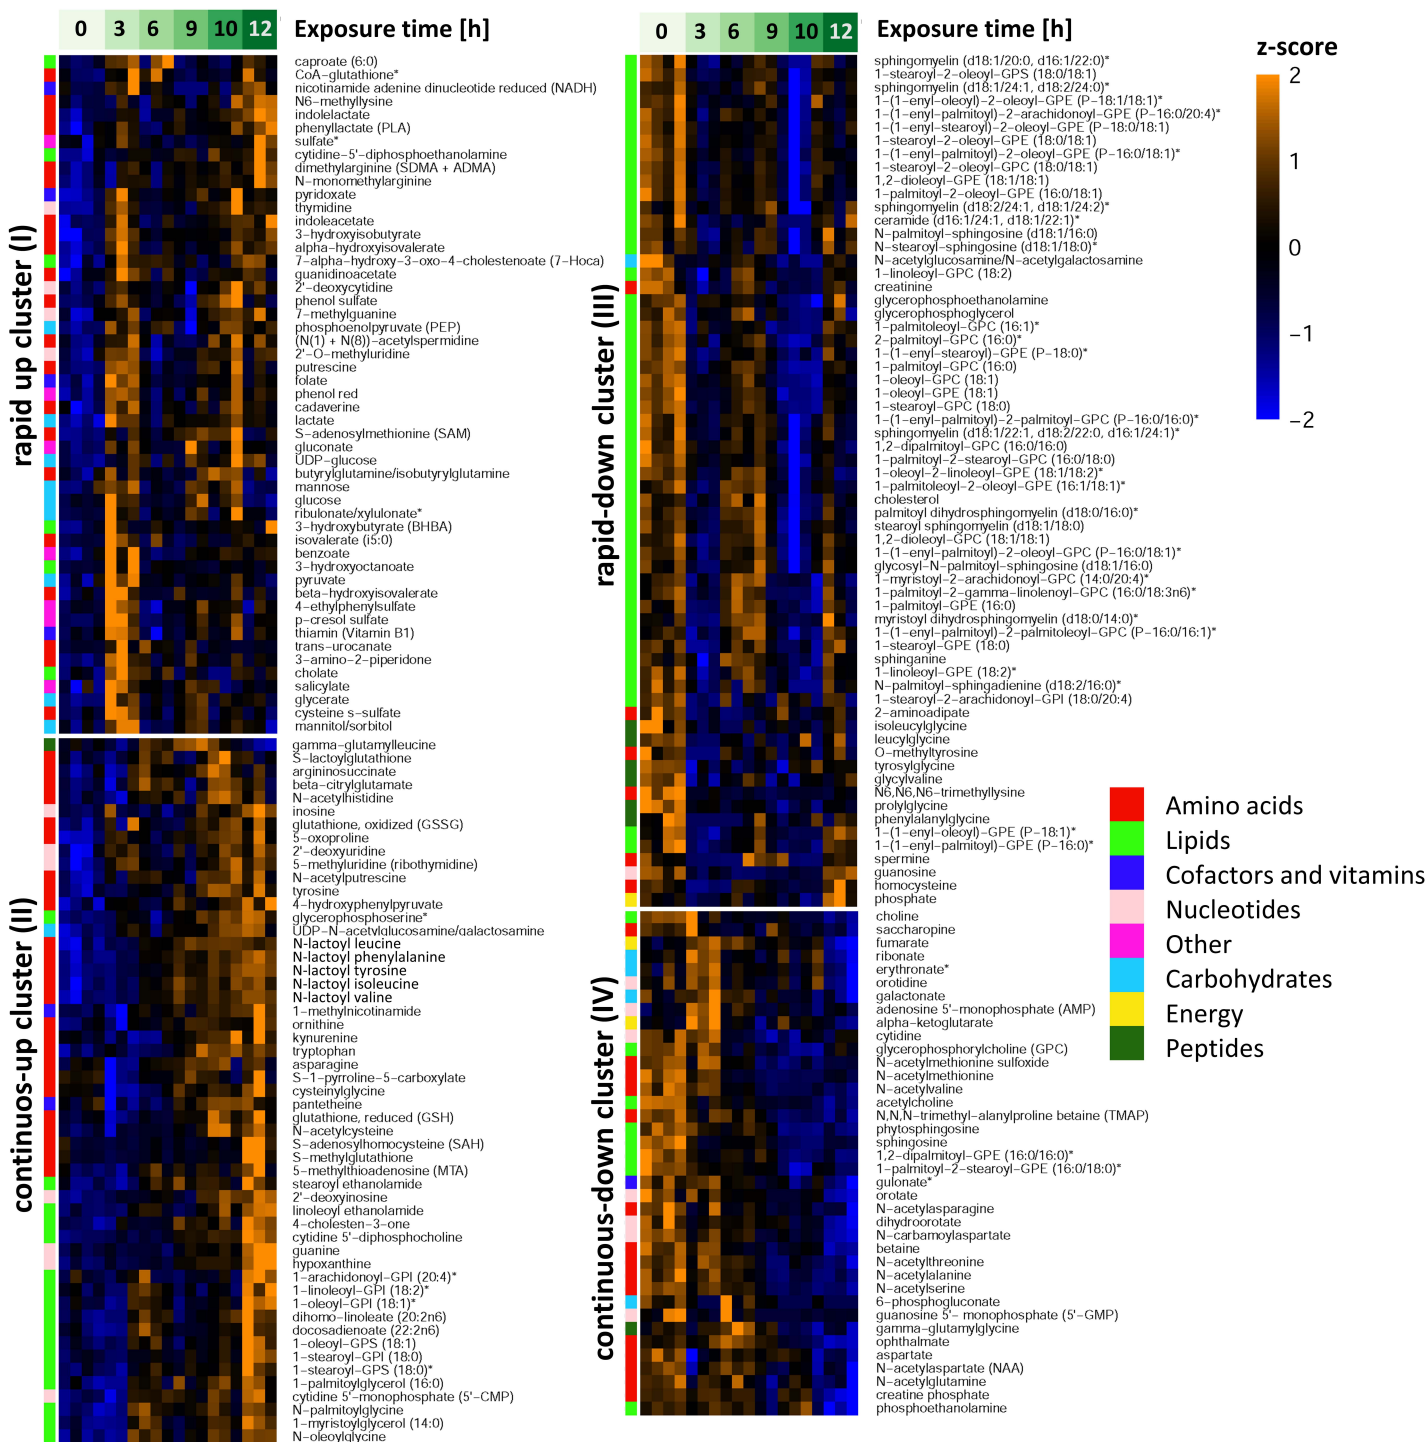 0 3 6 9 10 12 Exposure time [h]
rapid up cluster (I)
caproate (6:0)
CoA-glutathione*
nicotinamide adenine dinucleotide reduced (NADH)
N6-methyllysine
indolelactate
phenyllactate (PLA)
sulfate*
cytidine-5'-diphosphoethanolamine
dimethylarginine (SDMA + ADMA)
N-monomethylarginine
pyridoxate
thymidine
indoleacetate
3-hydroxyisobutyrate
alpha-hydroxyisovalerate
7-alpha-hydroxy-3-oxo-4-cholestenoate (7-Hoca)
guanidinoacetate
2'-deoxycytidine
phenol sulfate
7-methylguanine
phosphoenolpyruvate (PEP)
(N(1) + N(8))-acetylspermidine
2'-O-methyluridine
putrescine
folate
phenol red
cadaverine
lactate
S-adenosylmethionine (SAM)
gluconate
UDP-glucose
butyrylglutamine/isobutyrylglutamine
mannose
glucose
ribulonate/xylulonate*
3-hydroxybutyrate (BHBA)
isovalerate (i5:0)
benzoate
3-hydroxyoctanoate
pyruvate
beta-hydroxyisovalerate
4-ethylphenylsulfate
p-cresol sulfate
thiamin (Vitamin B1)
trans-urocanate
3-amino-2-piperidone
cholate
salicylate
glycerate
cysteine s-sulfate
mannitol/sorbitol
continuos-up cluster (II)
gamma-glutamylleucine
S-lactoylglutathione
argininosuccinate
beta-citrylglutamate
N-acetylhistidine
inosine
glutathione, oxidized (GSSG)
5-oxoproline
2'-deoxyuridine
5-methyluridine (ribothymidine)
N-acetylputrescine
tyrosine
4-hydroxyphenylpyruvate
glycerophosphoserine*
UDP-N-acetylglucosamine/galactosamine
N-lactoyl leucine
N-lactoyl phenylalanine
N-lactoyl tyrosine
N-lactoyl isoleucine
N-lactoyl valine
1-methylnicotinamide
ornithine
kynurenine
tryptophan
asparagine
S-1-pyrroline-5-carboxylate
cysteinylglycine
pantetheine
glutathione, reduced (GSH)
N-acetylcysteine
S-adenosylhomocysteine (SAH)
S-methylglutathione
5-methylthioadenosine (MTA)
stearoyl ethanolamide
2'-deoxyinosine
linoleoyl ethanolamide
4-cholesten-3-one
cytidine 5'-diphosphocholine
guanine
hypoxanthine
1-arachidonoyl-GPI (20:4)*
1-linoleoyl-GPI (18:2)*
1-oleoyl-GPI (18:1)*
dihomo-linoleate (20:2n6)
docosadienoate (22:2n6)
1-oleoyl-GPS (18:1)
1-stearoyl-GPI (18:0)
1-stearoyl-GPS (18:0)*
1-palmitoylglycerol (16:0)
cytidine 5'-monophosphate (5'-CMP)
N-palmitoylglycine
1-myristoylglycerol (14:0)
N-oleoylglycine
0 3 6 9 10 12 Exposure time [h]
rapid-down cluster (III)
sphingomyelin (d18:1/20:0, d16:1/22:0)*
1-stearoyl-2-oleoyl-GPS (18:0/18:1)
sphingomyelin (d18:1/24:1, d18:2/24:0)*
1-(1-enyl-oleoyl)-2-oleoyl-GPE (P-18:1/18:1)*
1-(1-enyl-palmitoyl)-2-arachidonoyl-GPE (P-16:0/20:4)*
1-(1-enyl-stearoyl)-2-oleoyl-GPE (P-18:0/18:1)
1-stearoyl-2-oleoyl-GPE (18:0/18:1)
1-(1-enyl-palmitoyl)-2-oleoyl-GPE (P-16:0/18:1)*
1-stearoyl-2-oleoyl-GPC (18:0/18:1)
1,2-dioleoyl-GPE (18:1/18:1)
1-palmitoyl-2-oleoyl-GPE (16:0/18:1)
sphingomyelin (d18:2/24:1, d18:1/24:2)*
ceramide (d16:1/24:1, d18:1/22:1)*
N-palmitoyl-sphingosine (d18:1/16:0)
N-stearoyl-sphingosine (d18:1/18:0)*
N-acetylglucosamine/N-acetylgalactosamine
1-linoleoyl-GPC (18:2)
creatinine
glycerophosphoethanolamine
glycerophosphoglycerol
1-palmitoleoyl-GPC (16:1)*
2-palmitoyl-GPC (16:0)*
1-(1-enyl-stearoyl)-GPE (P-18:0)*
1-palmitoyl-GPC (16:0)
1-oleoyl-GPC (18:1)
1-oleoyl-GPE (18:1)
1-stearoyl-GPC (18:0)
1-(1-enyl-palmitoyl)-2-palmitoyl-GPC (P-16:0/16:0)*
sphingomyelin (d18:1/22:1, d18:2/22:0, d16:1/24:1)*
1,2-dipalmitoyl-GPC (16:0/16:0)
1-palmitoyl-2-stearoyl-GPC (16:0/18:0)
1-oleoyl-2-linoleoyl-GPE (18:1/18:2)*
1-palmitoleoyl-2-oleoyl-GPE (16:1/18:1)*
cholesterol
palmitoyl dihydrosphingomyelin (d18:0/16:0)*
stearoyl sphingomyelin (d18:1/18:0)
1,2-dioleoyl-GPC (18:1/18:1)
1-(1-enyl-palmitoyl)-2-oleoyl-GPC (P-16:0/18:1)*
glycosyl-N-palmitoyl-sphingosine (d18:1/16:0)
1-myristoyl-2-arachidonoyl-GPC (14:0/20:4)*
1-palmitoyl-2-gamma-linolenoyl-GPC (16:0/18:3n6)*
1-palmitoyl-GPE (16:0)
myristoyl dihydrosphingomyelin (d18:0/14:0)*
1-(1-enyl-palmitoyl)-2-palmitoleoyl-GPC (P-16:0/16:1)*
1-stearoyl-GPE (18:0)
sphinganine
1-linoleoyl-GPE (18:2)*
N-palmitoyl-sphingadienine (d18:2/16:0)*
1-stearoyl-2-arachidonoyl-GPI (18:0/20:4)
2-aminoadipate
isoleucylglycine
leucylglycine
O-methyltyrosine
tyrosylglycine
glycylvaline
N6,N6,N6-trimethyllysine
prolylglycine
phenylalanylglycine
1-(1-enyl-oleoyl)-GPE (P-18:1)*
1-(1-enyl-palmitoyl)-GPE (P-16:0)*
spermine
guanosine
homocysteine
phosphate
continuous-down cluster (IV)
choline
saccharopine
fumarate
ribonate
erythronate*
orotidine
galactonate
adenosine 5'-monophosphate (AMP)
alpha-ketoglutarate
cytidine
glycerophosphorylcholine (GPC)
N-acetylmethionine sulfoxide
N-acetylmethionine
N-acetylvaline
acetylcholine
N,N,N-trimethyl-alanylproline betaine (TMAP)
phytosphingosine
sphingosine
1,2-dipalmitoyl-GPE (16:0/16:0)*
1-palmitoyl-2-stearoyl-GPE (16:0/18:0)*
gulonate*
orotate
N-acetylasparagine
dihydroorotate
N-carbamoylaspartate
betaine
N-acetylthreonine
N-acetylalanine
N-acetylserine
6-phosphogluconate
guanosine 5'- monophosphate (5'-GMP)
gamma-glutamylglycine
ophthalmate
aspartate
N-acetylaspartate (NAA)
N-acetylglutamine
creatine phosphate
phosphoethanolamine
z-score
2
1
0
-1
-2
Amino acids
Lipids
Cofactors and vitamins
Nucleotides
Other
Carbohydrates
Energy
Peptides